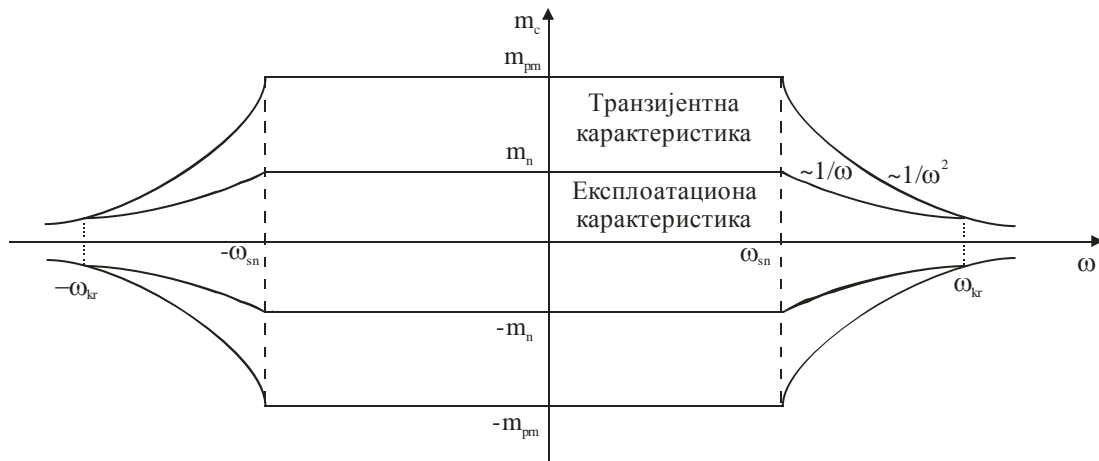 m_c
m_pm
Транзијентна
карактеристика
m_n
~1/ω
~1/ω²
Експлоатациона
карактеристика
-ω_sn
ω_sn
ω
−ω_kr
ω_kr
-m_n
-m_pm